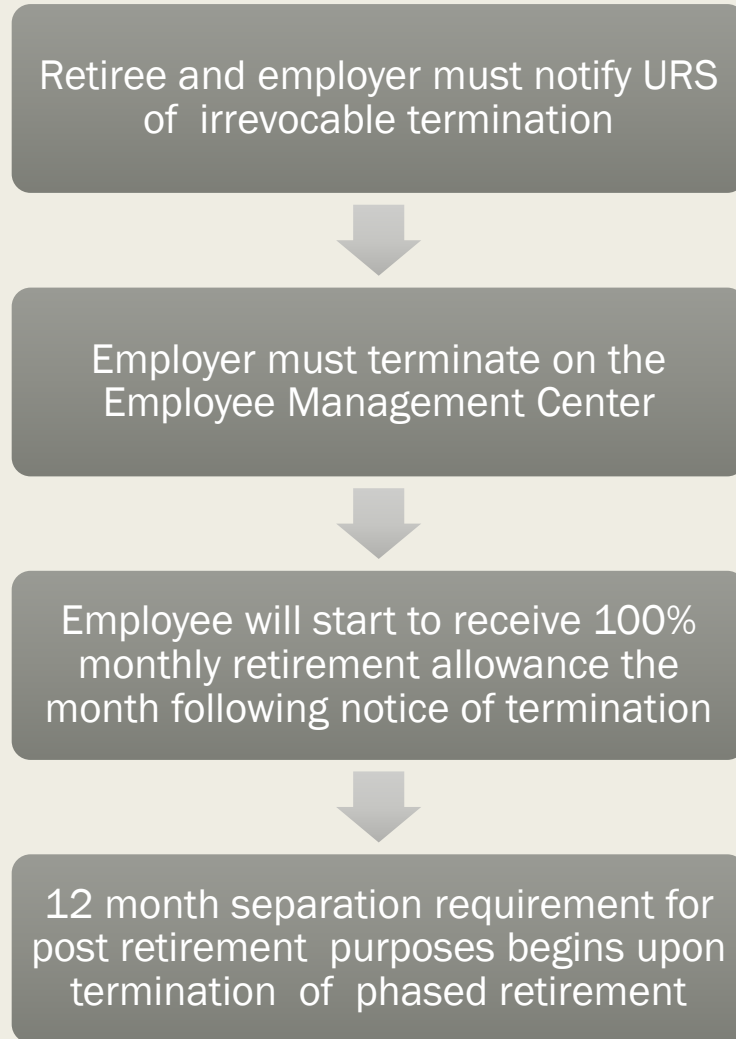 Retiree and employer must notify URS
of irrevocable termination
Employer must terminate on the
Employee Management Center
Employee will start to receive 100%
monthly retirement allowance the
month following notice of termination
12 month separation requirement for
post retirement purposes begins upon
termination of phased retirement